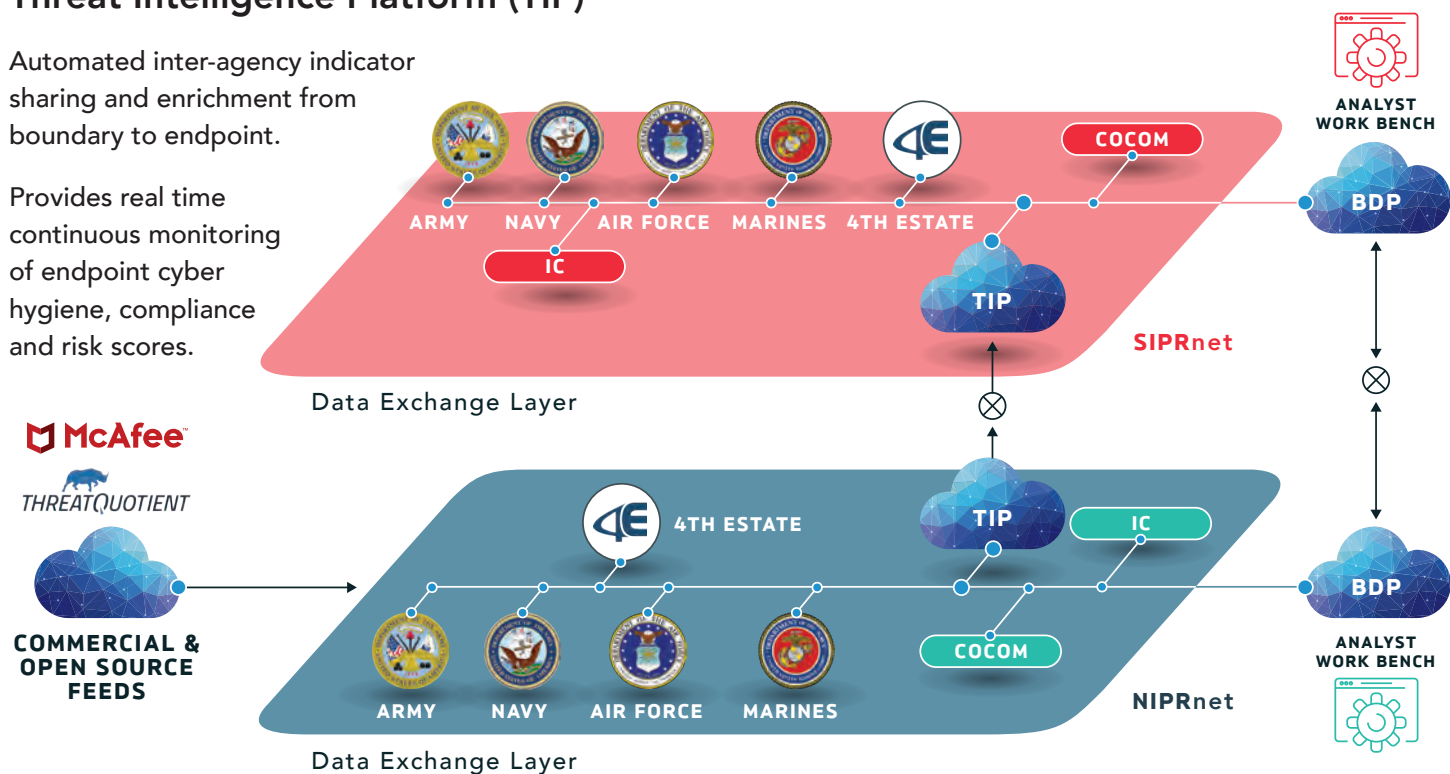 Threat Intelligence Platform (TIP)
Automated inter-agency indicator
sharing and enrichment from
boundary to endpoint.
Provides real time
continuous monitoring
of endpoint cyber
hygiene, compliance
and risk scores.
ANALYST
WORK BENCH
COCOM
4E
BDP
ARMY
NAVY
AIR FORCE
MARINES
4TH ESTATE
IC
TIP
SIPRnet
Data Exchange Layer
McAfee™
THREATQUOTIENT
COMMERCIAL &
OPEN SOURCE
FEEDS
4E
4TH ESTATE
TIP
IC
BDP
COCOM
ARMY
NAVY
AIR FORCE
MARINES
ANALYST
WORK BENCH
NIPRnet
Data Exchange Layer